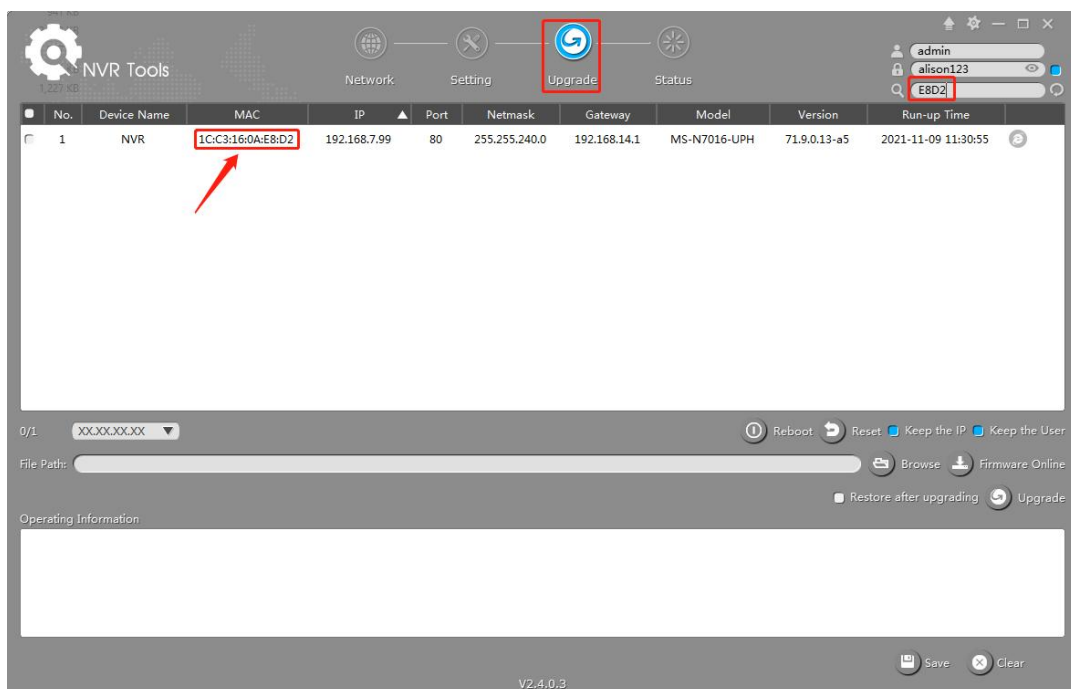 NVR Tools
1,227 KB
Network Setting Upgrade Status
admin
alison123
E8D2
No. Device Name MAC IP Port Netmask Gateway Model Version Run-up Time
1 NVR 1C:C3:16:0A:E8:D2 192.168.7.99 80 255.255.240.0 192.168.14.1 MS-N7016-UPH 71.9.0.13-a5 2021-11-09 11:30:55
0/1 XX.XX.XX.XX Reboot Reset Keep the IP Keep the User
File Path: Browse Firmware Online
Restore after upgrading Upgrade
Operating Information
Save Clear
V2.4.0.3